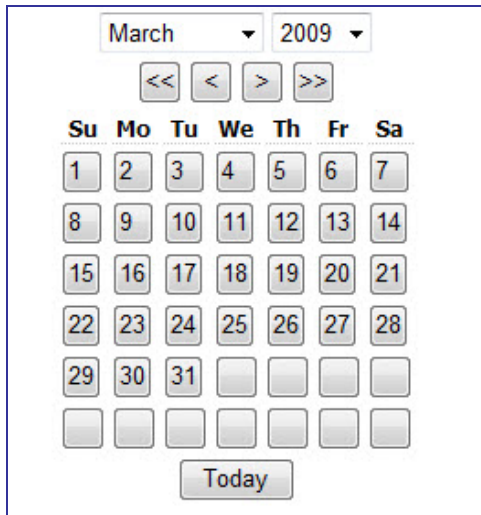 March 2009
<< < > >>
Su Mo Tu We Th Fr Sa
1 2 3 4 5 6 7
8 9 10 11 12 13 14
15 16 17 18 19 20 21
22 23 24 25 26 27 28
29 30 31
Today